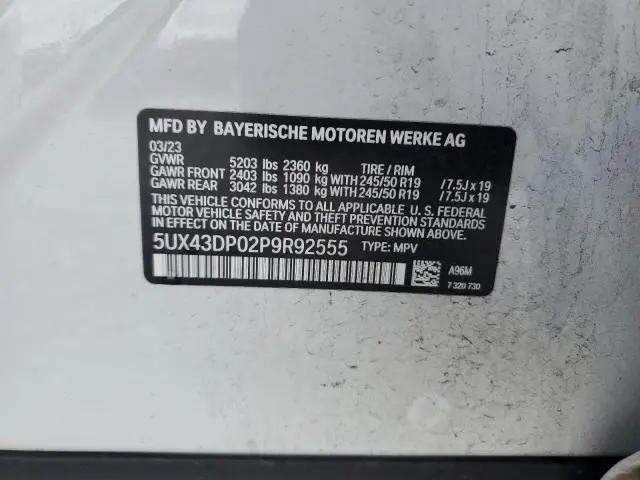 MFD BY BAYERISCHE MOTOREN WERKE AG
03/23
GVWR 5203 lbs 2360 kg TIRE / RIM
GAWR FRONT 2403 lbs 1090 kg WITH 245/50 R19 / 7.5J x 19
GAWR REAR 3042 lbs 1380 kg WITH 245/50 R19 / 7.5J x 19
THIS VEHICLE CONFORMS TO ALL APPLICABLE U. S. FEDERAL
MOTOR VEHICLE SAFETY, BUMPER, AND THEFT PREVENTION STANDARDS
IN EFFECT ON THE DATE OF MANUFACTURE SHOWN ABOVE.
5UX43DP02P9R92555 TYPE: MPV
A96M
7 320 730